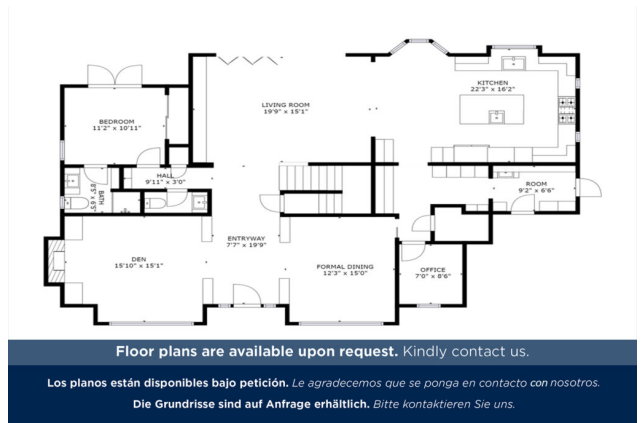 KITCHEN
22'3" x 16'2"
LIVING ROOM
19'9" x 15'1"
BEDROOM
11'2" x 10'11"
HALL
9'11" x 3'0"
BATH
8'5" x 6'5"
ROOM
9'2" x 6'6"
ENTRYWAY
7'7" x 19'9"
DEN
15'10" x 15'1"
FORMAL DINING
12'3" x 15'0"
OFFICE
7'0" x 8'6"
Floor plans are available upon request. Kindly contact us.
Los planos están disponibles bajo petición. Le agradecemos que se ponga en contacto con nosotros.
Die Grundrisse sind auf Anfrage erhältlich. Bitte kontaktieren Sie uns.